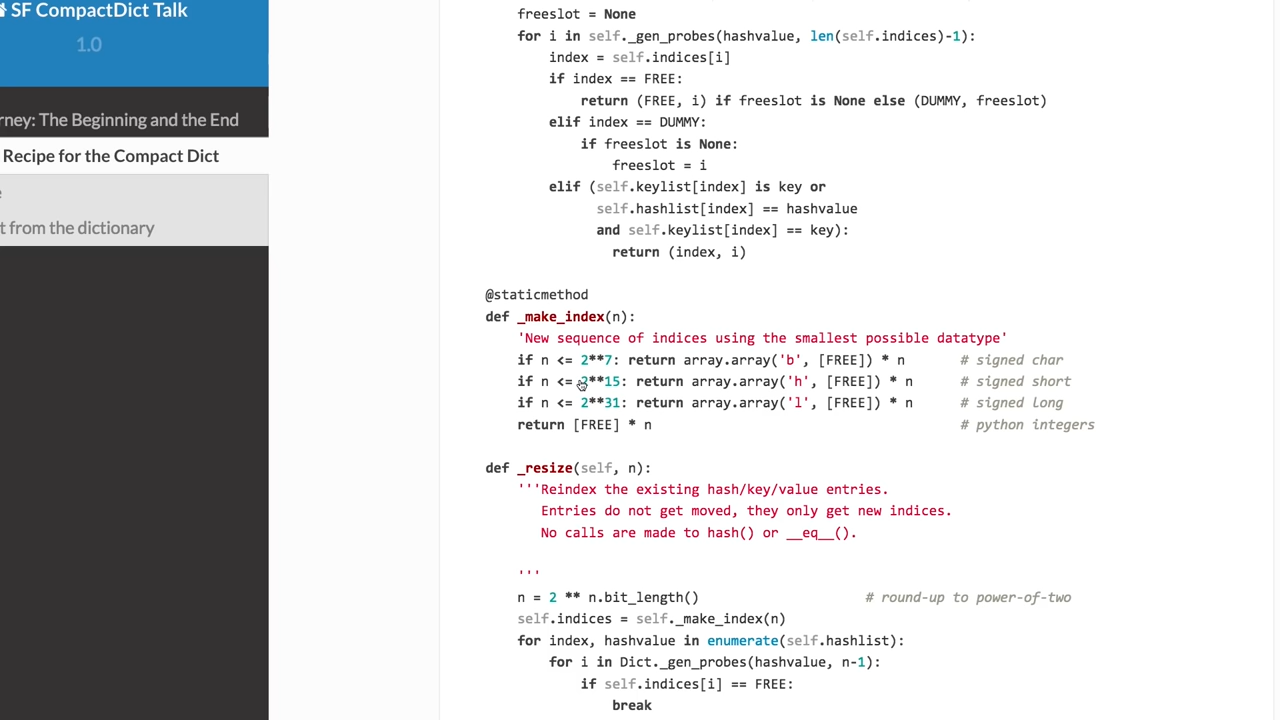 SF CompactDict Talk
1.0
rney: The Beginning and the End
Recipe for the Compact Dict
e
t from the dictionary
freeslot = None
for i in self._gen_probes(hashvalue, len(self.indices)-1):
index = self.indices[i]
if index == FREE:
return (FREE, i) if freeslot is None else (DUMMY, freeslot)
elif index == DUMMY:
if freeslot is None:
freeslot = i
elif (self.keylist[index] is key or
self.hashlist[index] == hashvalue
and self.keylist[index] == key):
return (index, i)
@staticmethod
def _make_index(n):
'New sequence of indices using the smallest possible datatype'
if n <= 2**7: return array.array('b', [FREE]) * n # signed char
if n <= 2**15: return array.array('h', [FREE]) * n # signed short
if n <= 2**31: return array.array('l', [FREE]) * n # signed long
return [FREE] * n # python integers
def _resize(self, n):
'''Reindex the existing hash/key/value entries.
Entries do not get moved, they only get new indices.
No calls are made to hash() or __eq__().
'''
n = 2 ** n.bit_length() # round-up to power-of-two
self.indices = self._make_index(n)
for index, hashvalue in enumerate(self.hashlist):
for i in Dict._gen_probes(hashvalue, n-1):
if self.indices[i] == FREE:
break